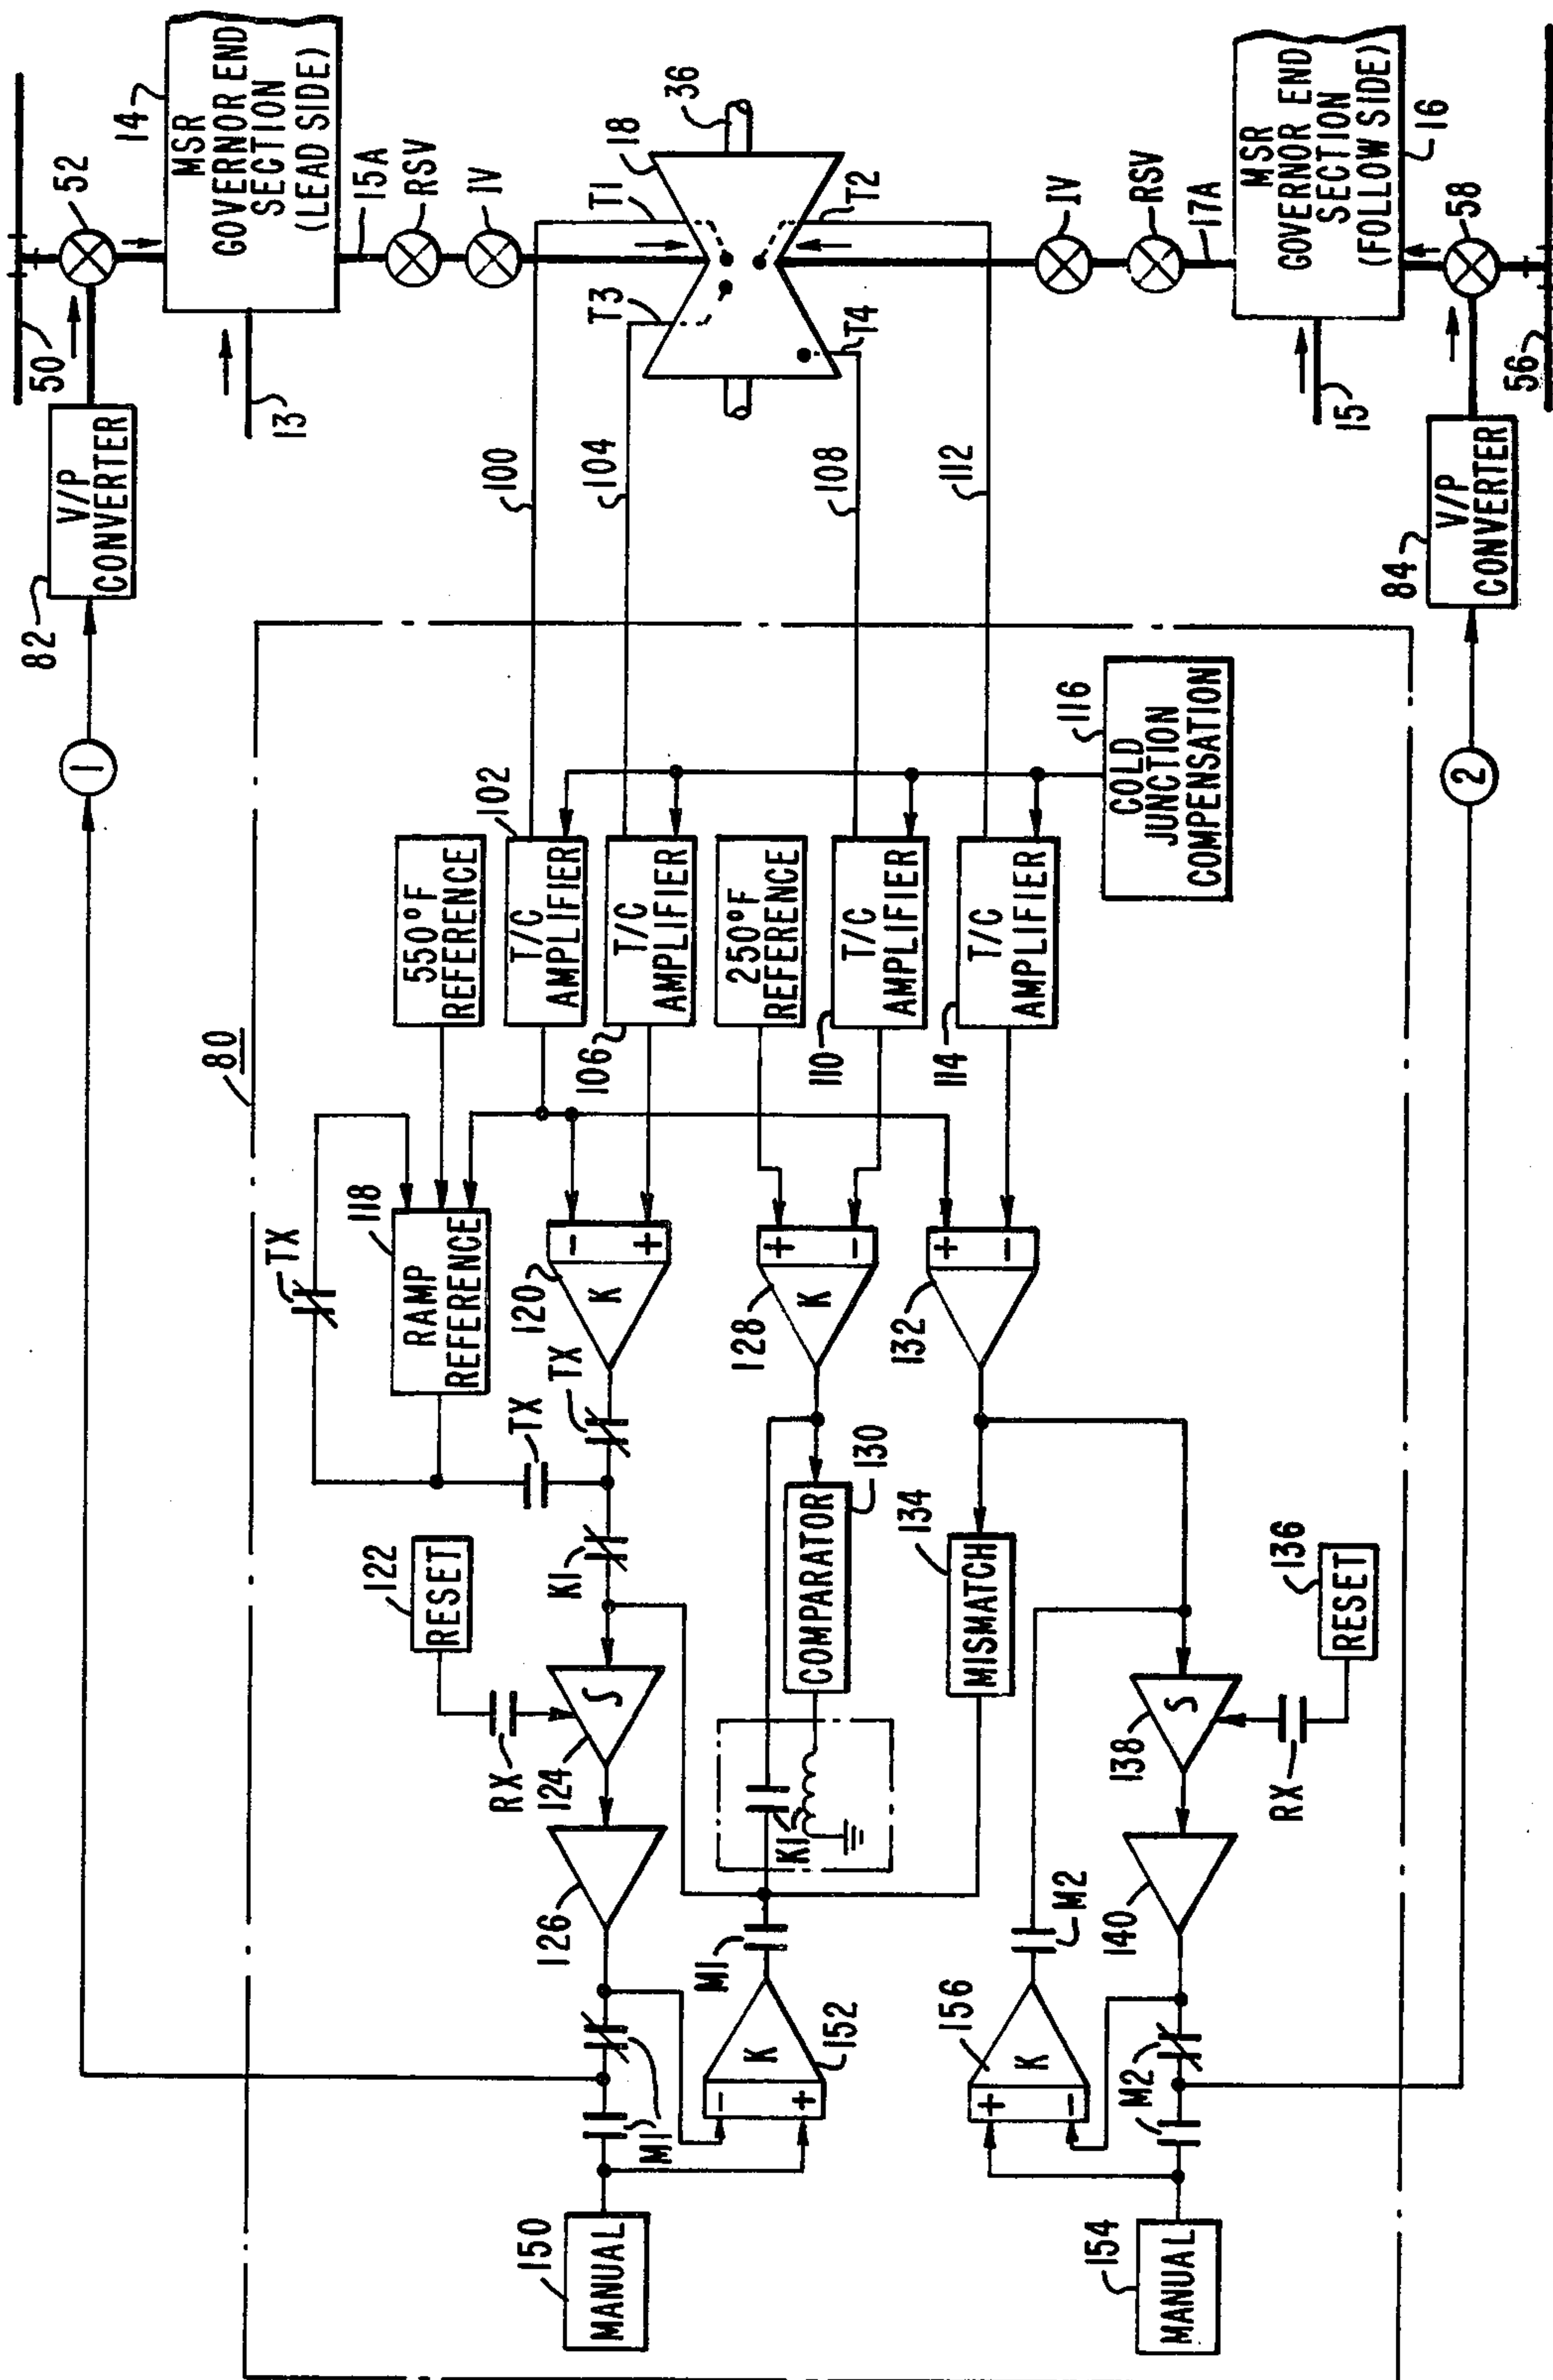 50
52
14
MSR
GOVERNOR END
SECTION
(LEAD SIDE)
82
V/P
CONVERTER
13
15A
RSV
IV
1
80
100
T1
18
36
T3
104
T4
108
T2
112
IV
RSV
17A
MSR
GOVERNOR END
SECTION
(FOLLOW SIDE)
16
15
58
56
84
V/P
CONVERTER
2
TX
118
RAMP
REFERENCE
550°F
REFERENCE
102
T/C
AMPLIFIER
106
T/C
AMPLIFIER
250°F
REFERENCE
110
T/C
AMPLIFIER
114
T/C
AMPLIFIER
116
COLD
JUNCTION
COMPENSATION
122
RESET
TX
TX
120
-
+
K
K1
RX
124
S
126
128
+
-
K
130
COMPARATOR
K1
132
+
-
134
MISMATCH
136
RESET
RX
138
S
140
150
MANUAL
M1
M1
152
-
+
K
156
+
-
K
M2
M2
154
MANUAL